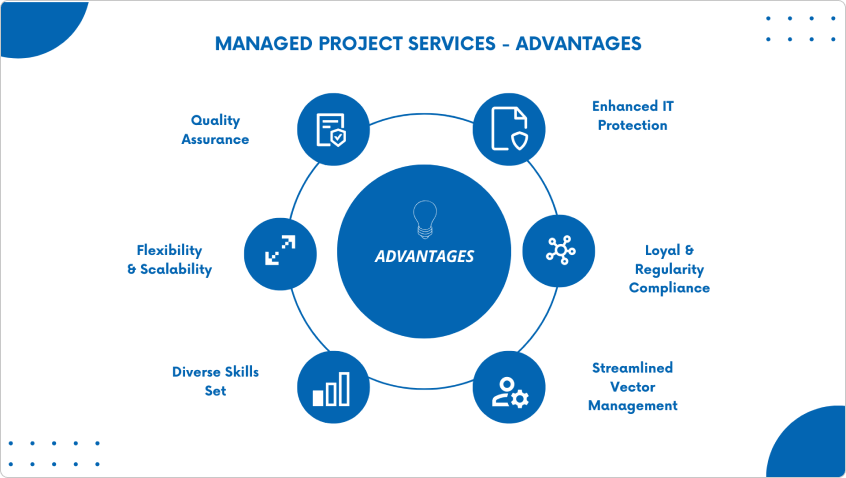 MANAGED PROJECT SERVICES - ADVANTAGES
Quality
Assurance
Enhanced IT
Protection
Flexibility
& Scalability
ADVANTAGES
Loyal &
Regularity
Compliance
Diverse Skills
Set
Streamlined
Vector
Management